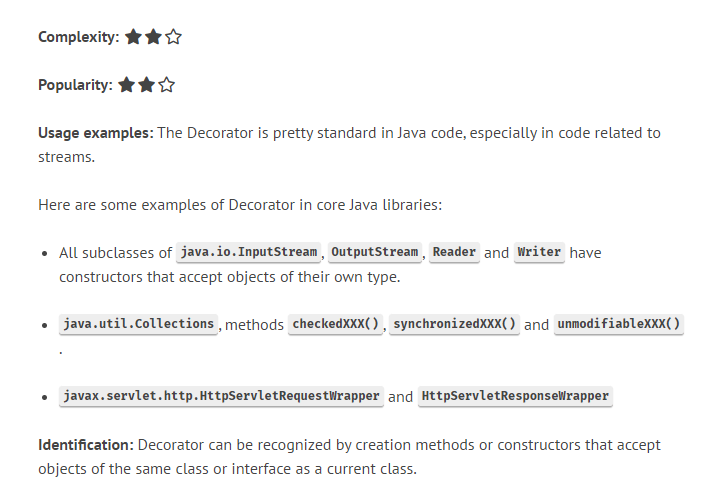 Complexity: ★★☆
Popularity: ★★☆
Usage examples: The Decorator is pretty standard in Java code, especially in code related to
streams.
Here are some examples of Decorator in core Java libraries:
• All subclasses of java.io.InputStream, OutputStream, Reader and Writer have
constructors that accept objects of their own type.
• java.util.Collections, methods checkedXXX(), synchronizedXXX() and unmodifiableXXX()
.
• javax.servlet.http.HttpServletRequestWrapper and HttpServletResponseWrapper
Identification: Decorator can be recognized by creation methods or constructors that accept
objects of the same class or interface as a current class.